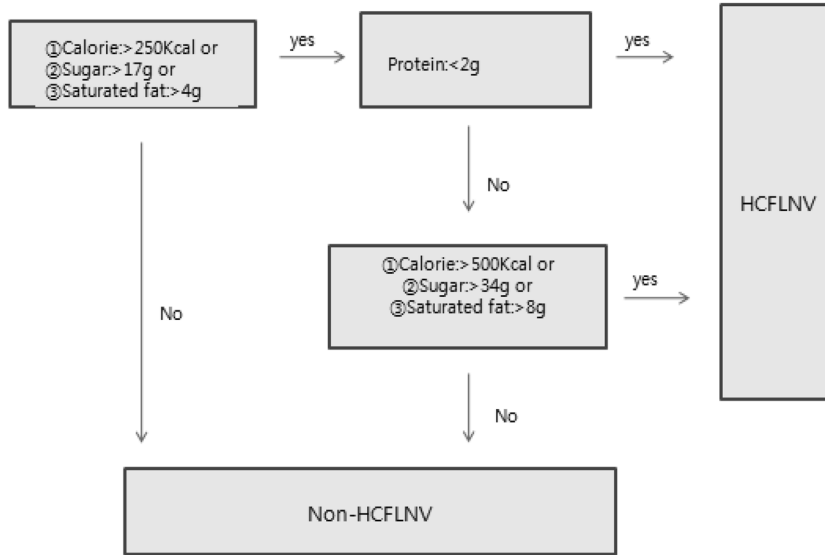 ①Calorie:>250Kcal or
②Sugar:>17g or
③Saturated fat:>4g
yes
Protein:<2g
yes
HCFLNV
No
①Calorie:>500Kcal or
②Sugar:>34g or
③Saturated fat:>8g
yes
No
No
Non-HCFLNV